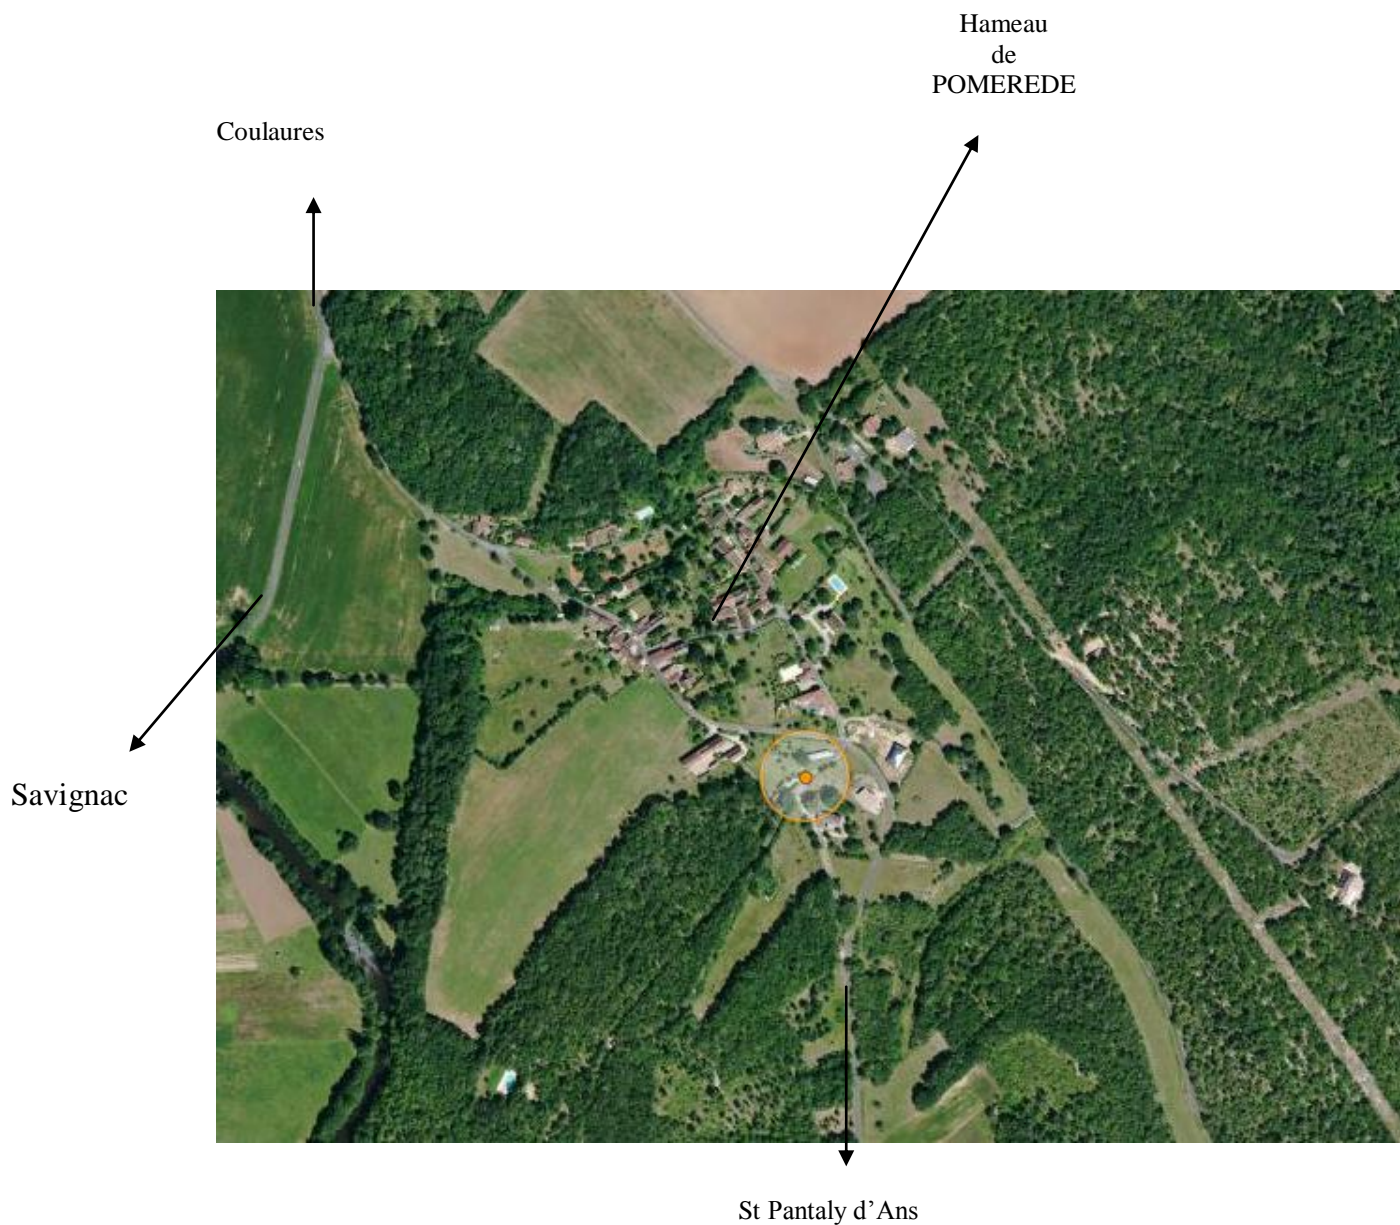 Hameau
de
POMEREDE
Coulaures
Savignac
St Pantaly d’Ans